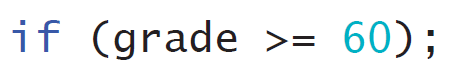 if (grade >= 60);